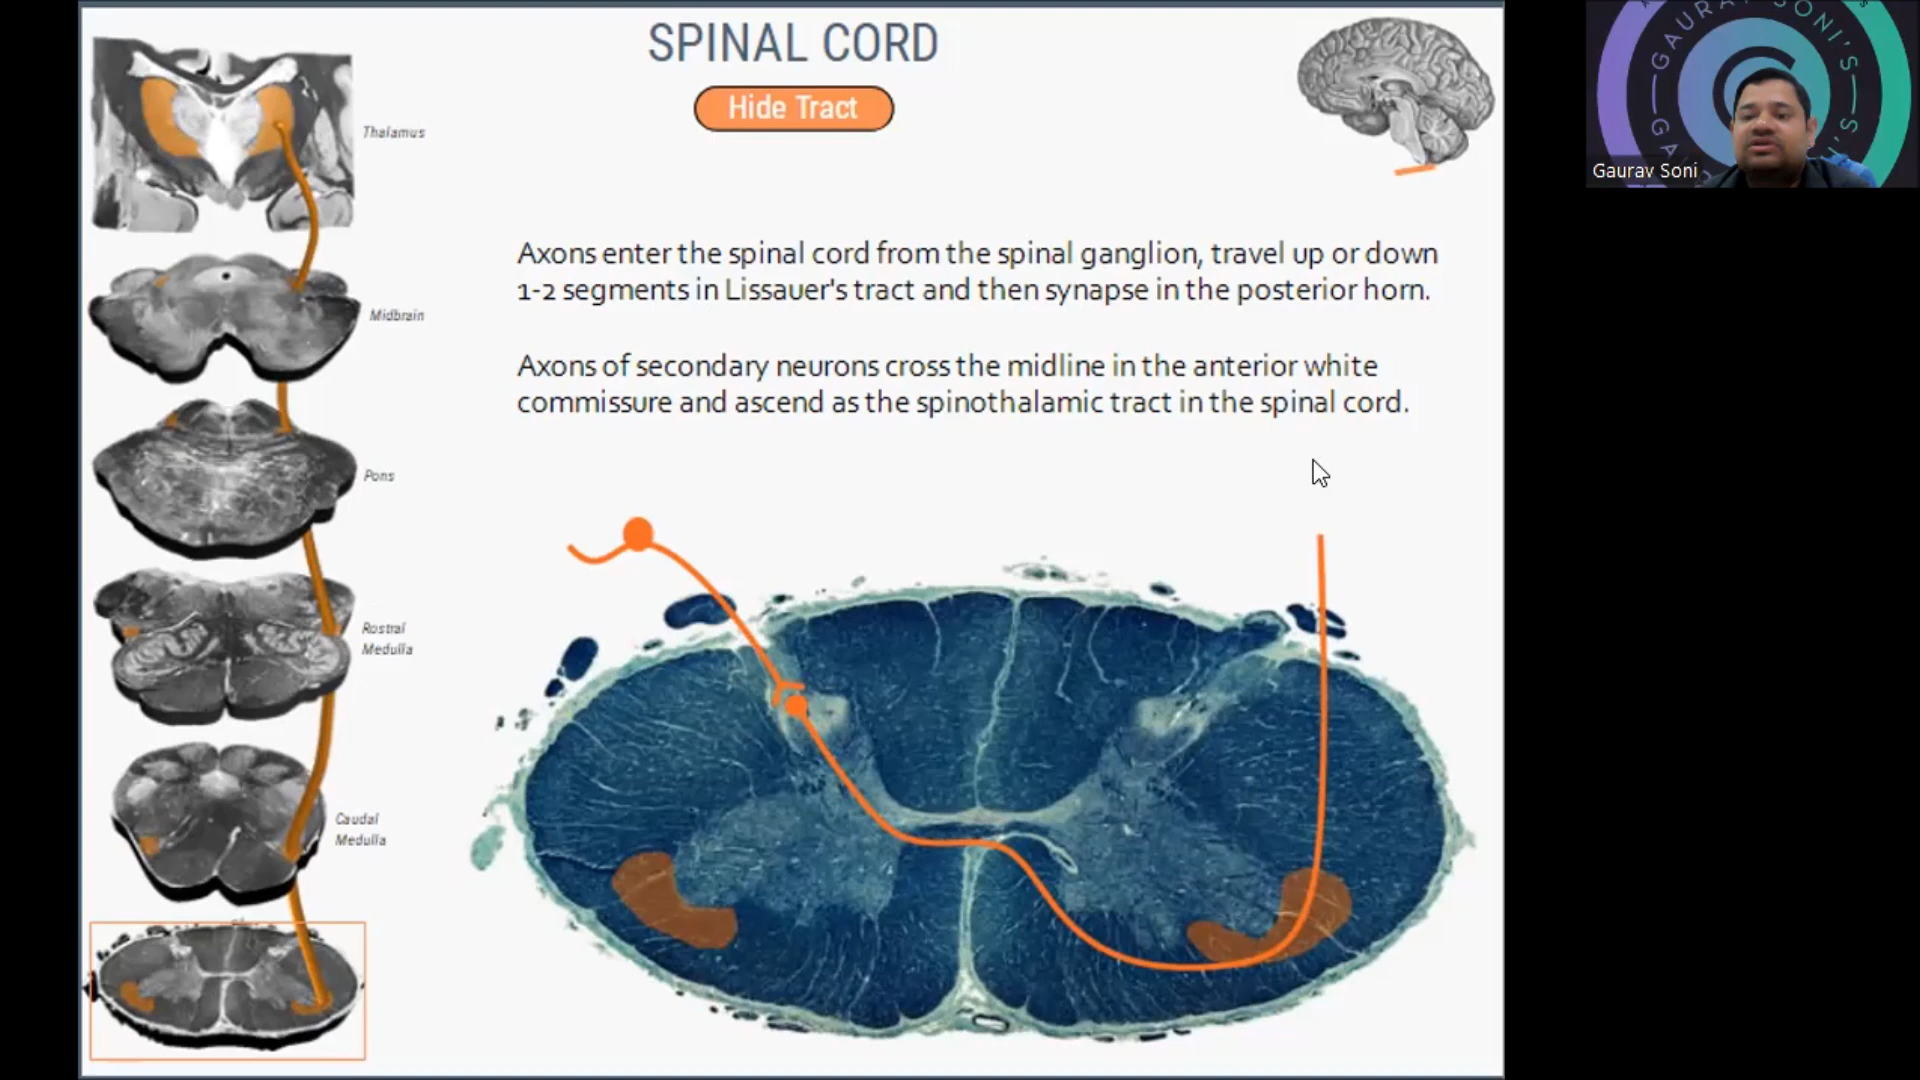 SPINAL CORD
Hide Tract
Thalamus
Midbrain
Pons
Rostral
Medulla
Caudal
Medulla
Axons enter the spinal cord from the spinal ganglion, travel up or down
1-2 segments in Lissauer's tract and then synapse in the posterior horn.
Axons of secondary neurons cross the midline in the anterior white
commissure and ascend as the spinothalamic tract in the spinal cord.
GAURAV SONI'S
Gaurav Soni